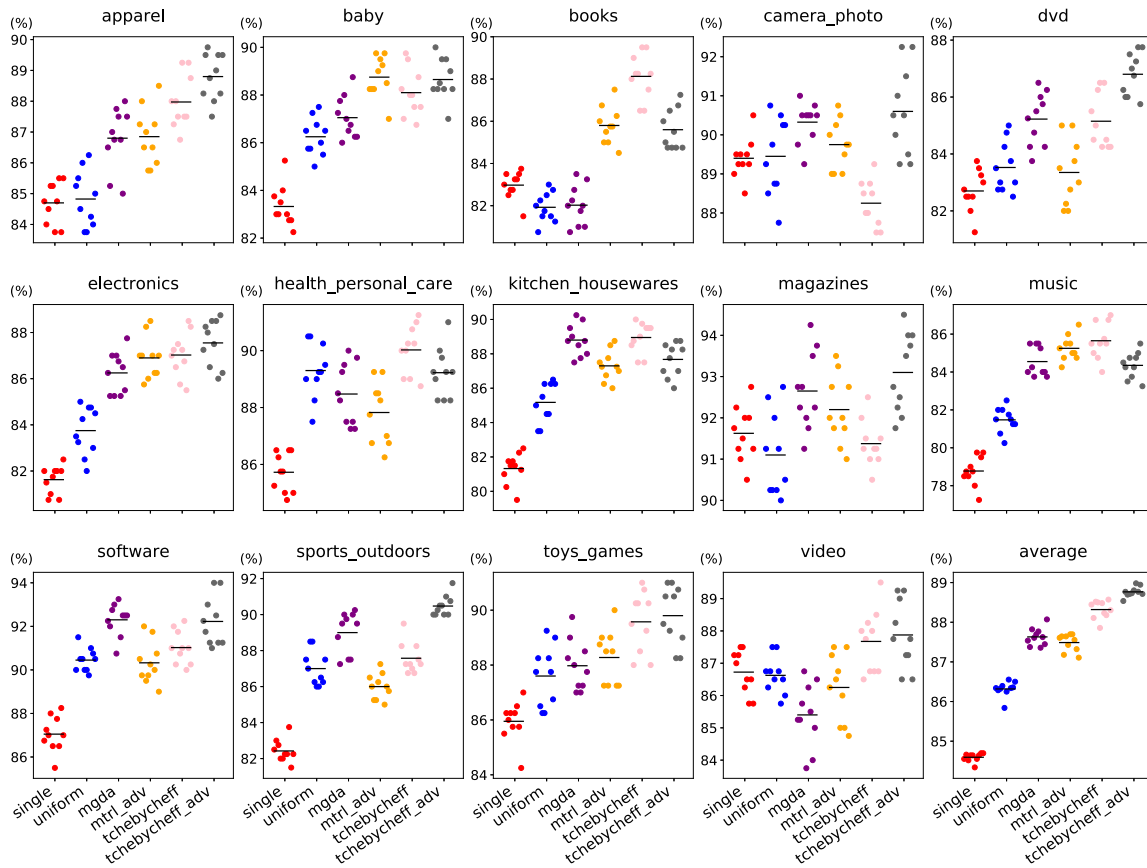 apparel
(%)
90
89
88
87
86
85
84
baby
(%)
90
88
86
84
82
books
(%)
90
88
86
84
82
camera_photo
(%)
92
91
90
89
88
dvd
(%)
88
86
84
82
electronics
(%)
88
86
84
82
health_personal_care
(%)
90
88
86
kitchen_housewares
(%)
90
88
86
84
82
80
magazines
(%)
94
93
92
91
90
music
(%)
86
84
82
80
78
software
(%)
94
92
90
88
86
single
uniform
mgda
mtrl_adv
tchebycheff
tchebycheff_adv
sports_outdoors
(%)
92
90
88
86
84
82
single
uniform
mgda
mtrl_adv
tchebycheff
tchebycheff_adv
toys_games
(%)
90
88
86
84
single
uniform
mgda
mtrl_adv
tchebycheff
tchebycheff_adv
video
(%)
89
88
87
86
85
84
single
uniform
mgda
mtrl_adv
tchebycheff
tchebycheff_adv
average
(%)
89
88
87
86
85
single
uniform
mgda
mtrl_adv
tchebycheff
tchebycheff_adv